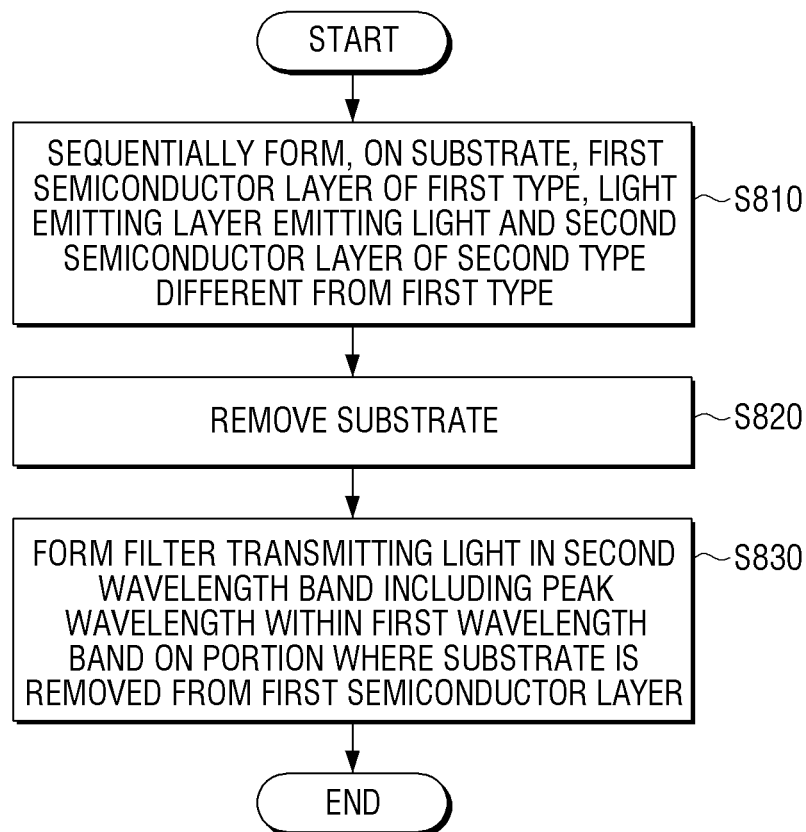 START
SEQUENTIALLY FORM, ON SUBSTRATE, FIRST
SEMICONDUCTOR LAYER OF FIRST TYPE, LIGHT
EMITTING LAYER EMITTING LIGHT AND SECOND
SEMICONDUCTOR LAYER OF SECOND TYPE
DIFFERENT FROM FIRST TYPE
S810
REMOVE SUBSTRATE
S820
FORM FILTER TRANSMITTING LIGHT IN SECOND
WAVELENGTH BAND INCLUDING PEAK
WAVELENGTH WITHIN FIRST WAVELENGTH
BAND ON PORTION WHERE SUBSTRATE IS
REMOVED FROM FIRST SEMICONDUCTOR LAYER
S830
END